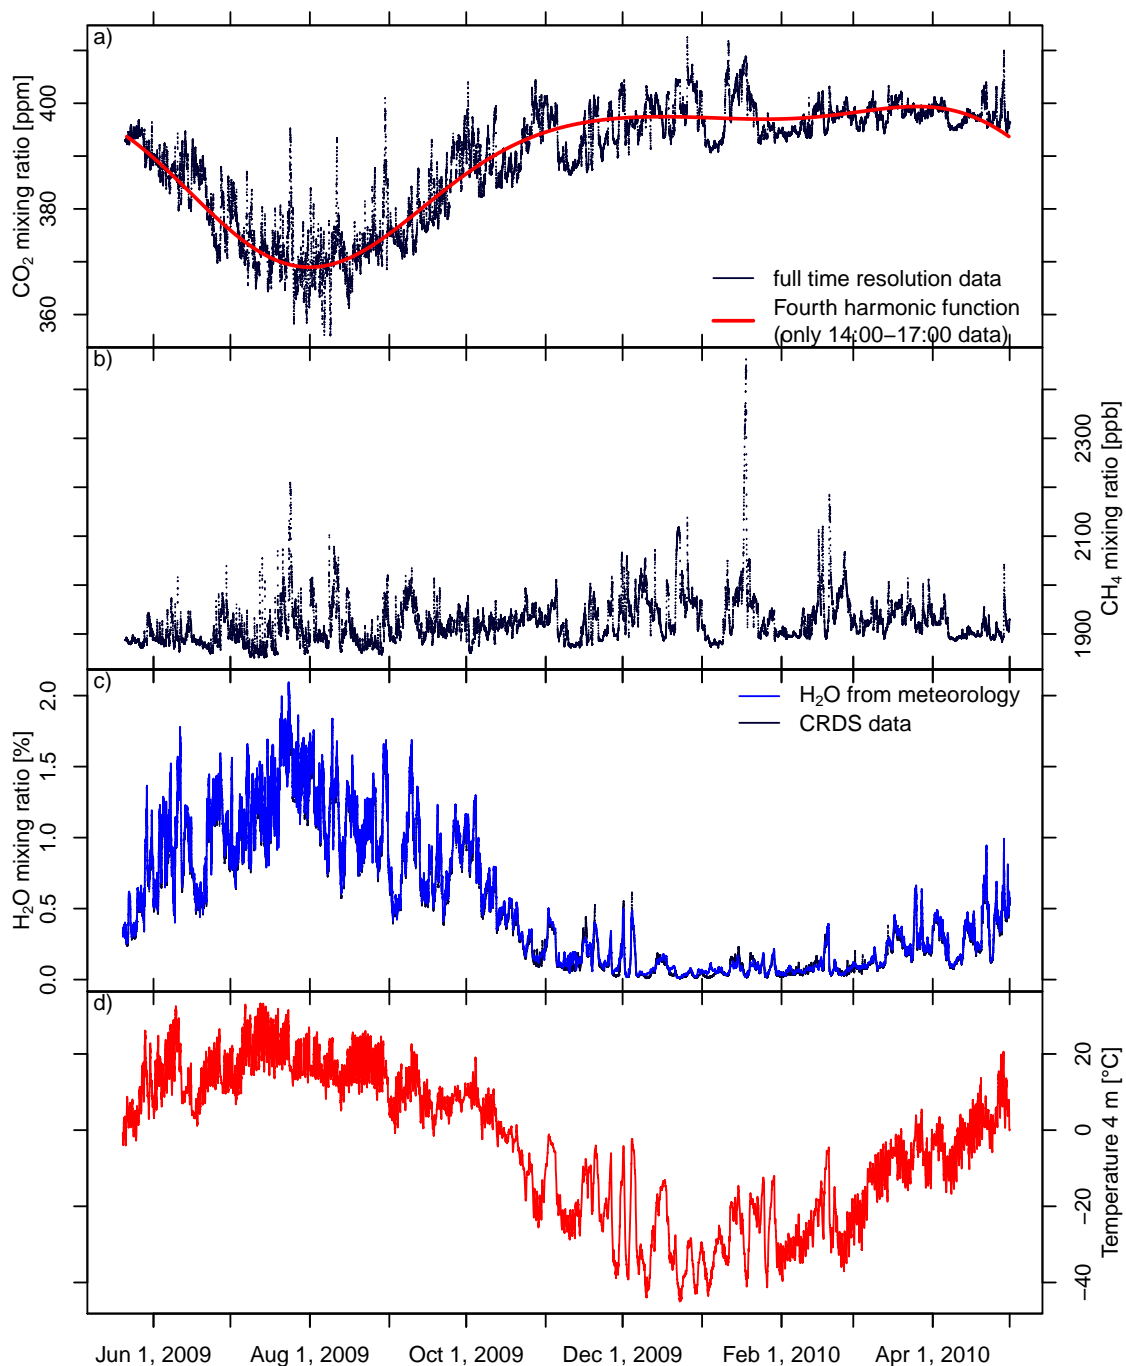 a)
CO₂ mixing ratio [ppm]
400
380
360
full time resolution data
Fourth harmonic function
(only 14:00−17:00 data)
b)
CH₄ mixing ratio [ppb]
2300
2100
1900
c)
H₂O mixing ratio [%]
2.0
1.5
1.0
0.5
0.0
H₂O from meteorology
CRDS data
d)
Temperature 4 m [°C]
20
0
−20
−40
Jun 1, 2009 Aug 1, 2009 Oct 1, 2009 Dec 1, 2009 Feb 1, 2010 Apr 1, 2010